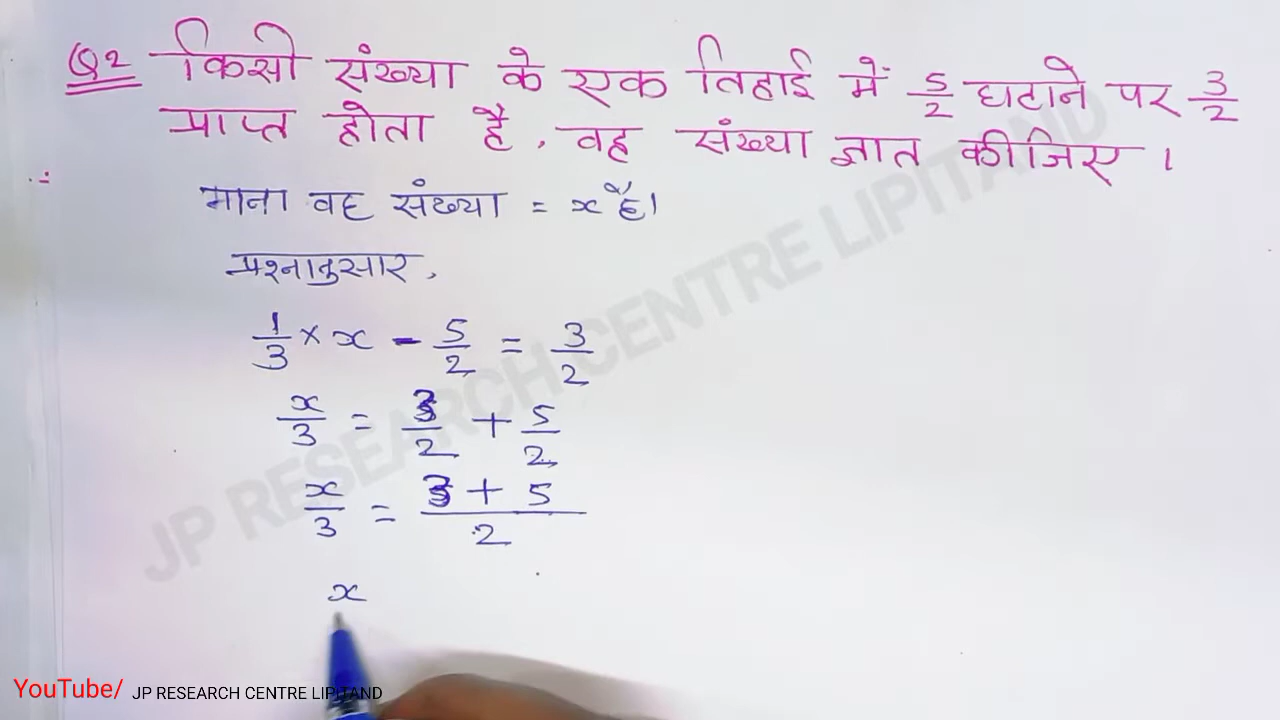 Q2 किसी संख्या के एक तिहाई में 5/2 घटाने पर 3/2
प्राप्त होता है, वह संख्या ज्ञात कीजिए ।
माना वह संख्या = x है।
प्रश्नानुसार,
1/3 × x - 5/2 = 3/2
x/3 = 3/2 + 5/2
x/3 = 3 + 5 / 2
x
JP RESEARCH CENTRE LIPITAND
YouTube/ JP RESEARCH CENTRE LIPITAND